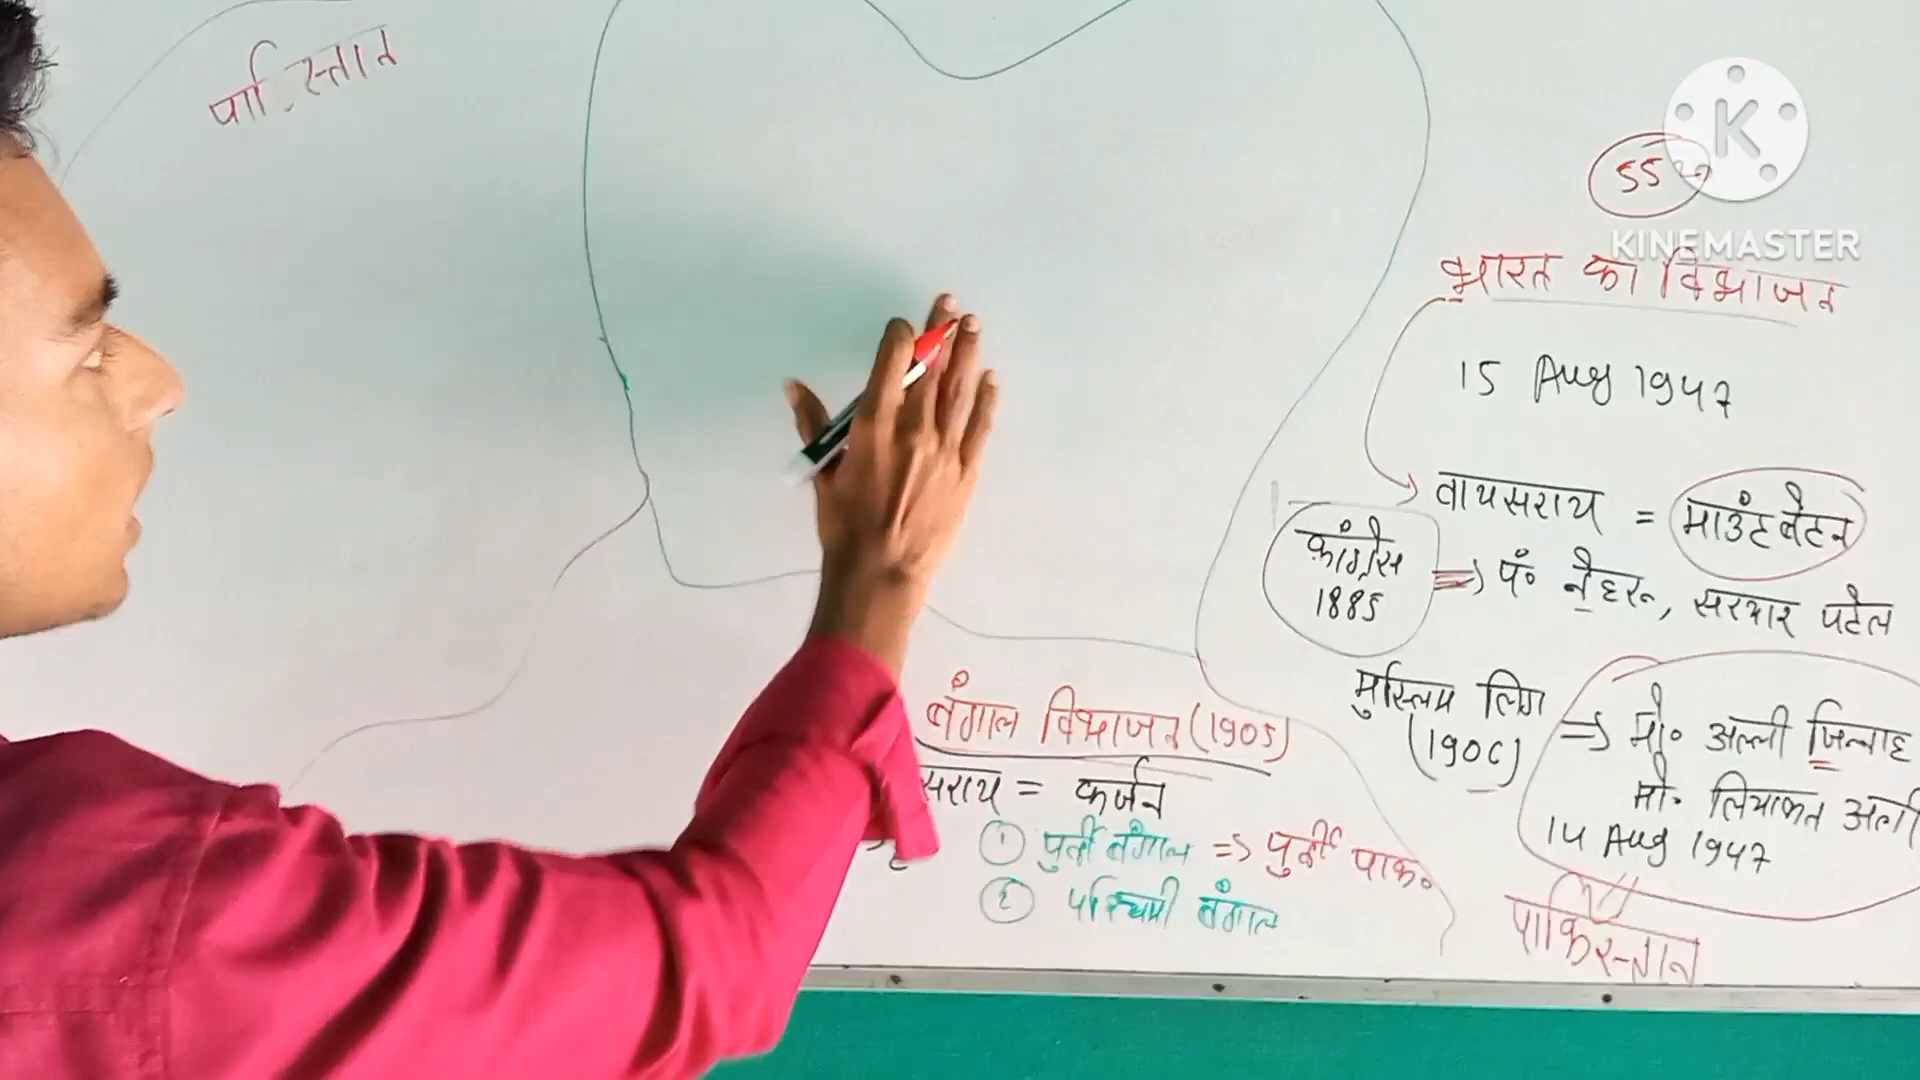 पाकिस्तान
K
KINEMASTER
भारत का विभाजन
15 Aug 1947
वायसराय = माउंटबेटन
कांग्रेस
1885
=> पं० नेहरू, सरदार पटेल
मुस्लिम लिग
(1906)
=> मो० अल्ली जिन्नाह
मो० लियाकत अली
14 Aug 1947
पाकिस्तान
बंगाल विभाजन (1905)
सराय = कर्जन
① पुर्वी बंगाल => पुर्वी पाक०
② पश्चिमी बंगाल